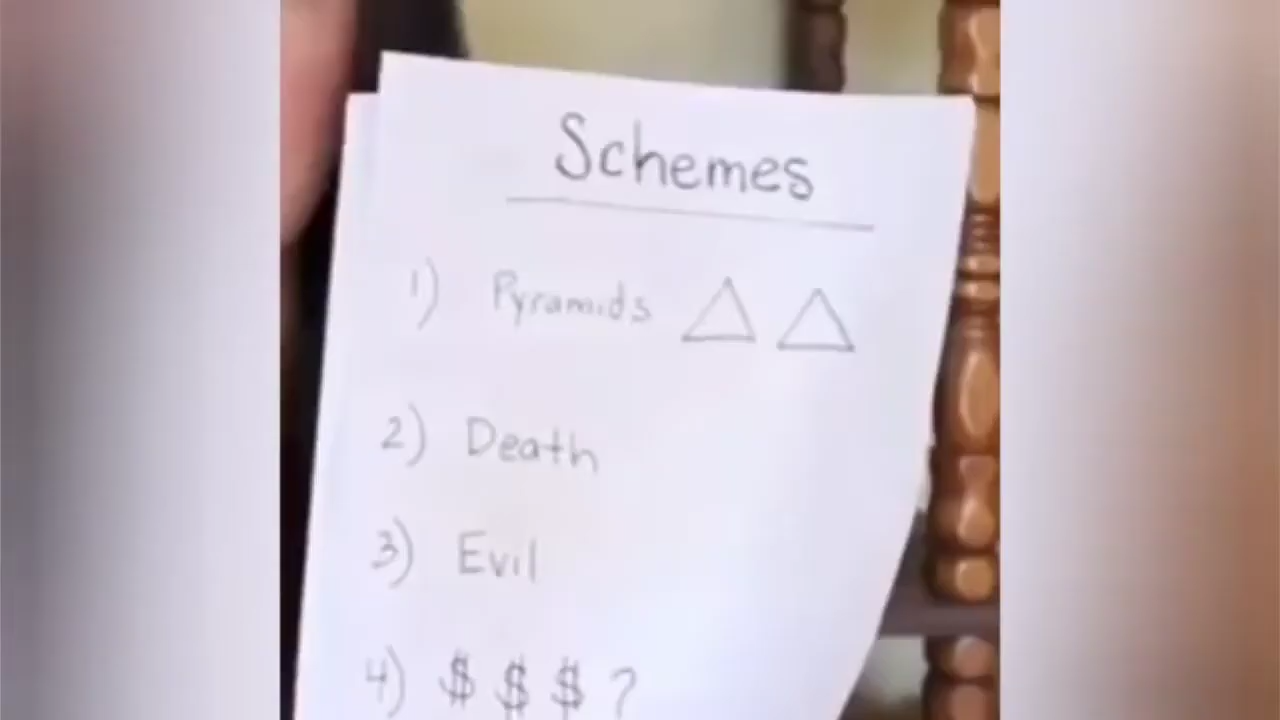 Schemes
1) Pyramids
2) Death
3) Evil
4) $ $ $ ?